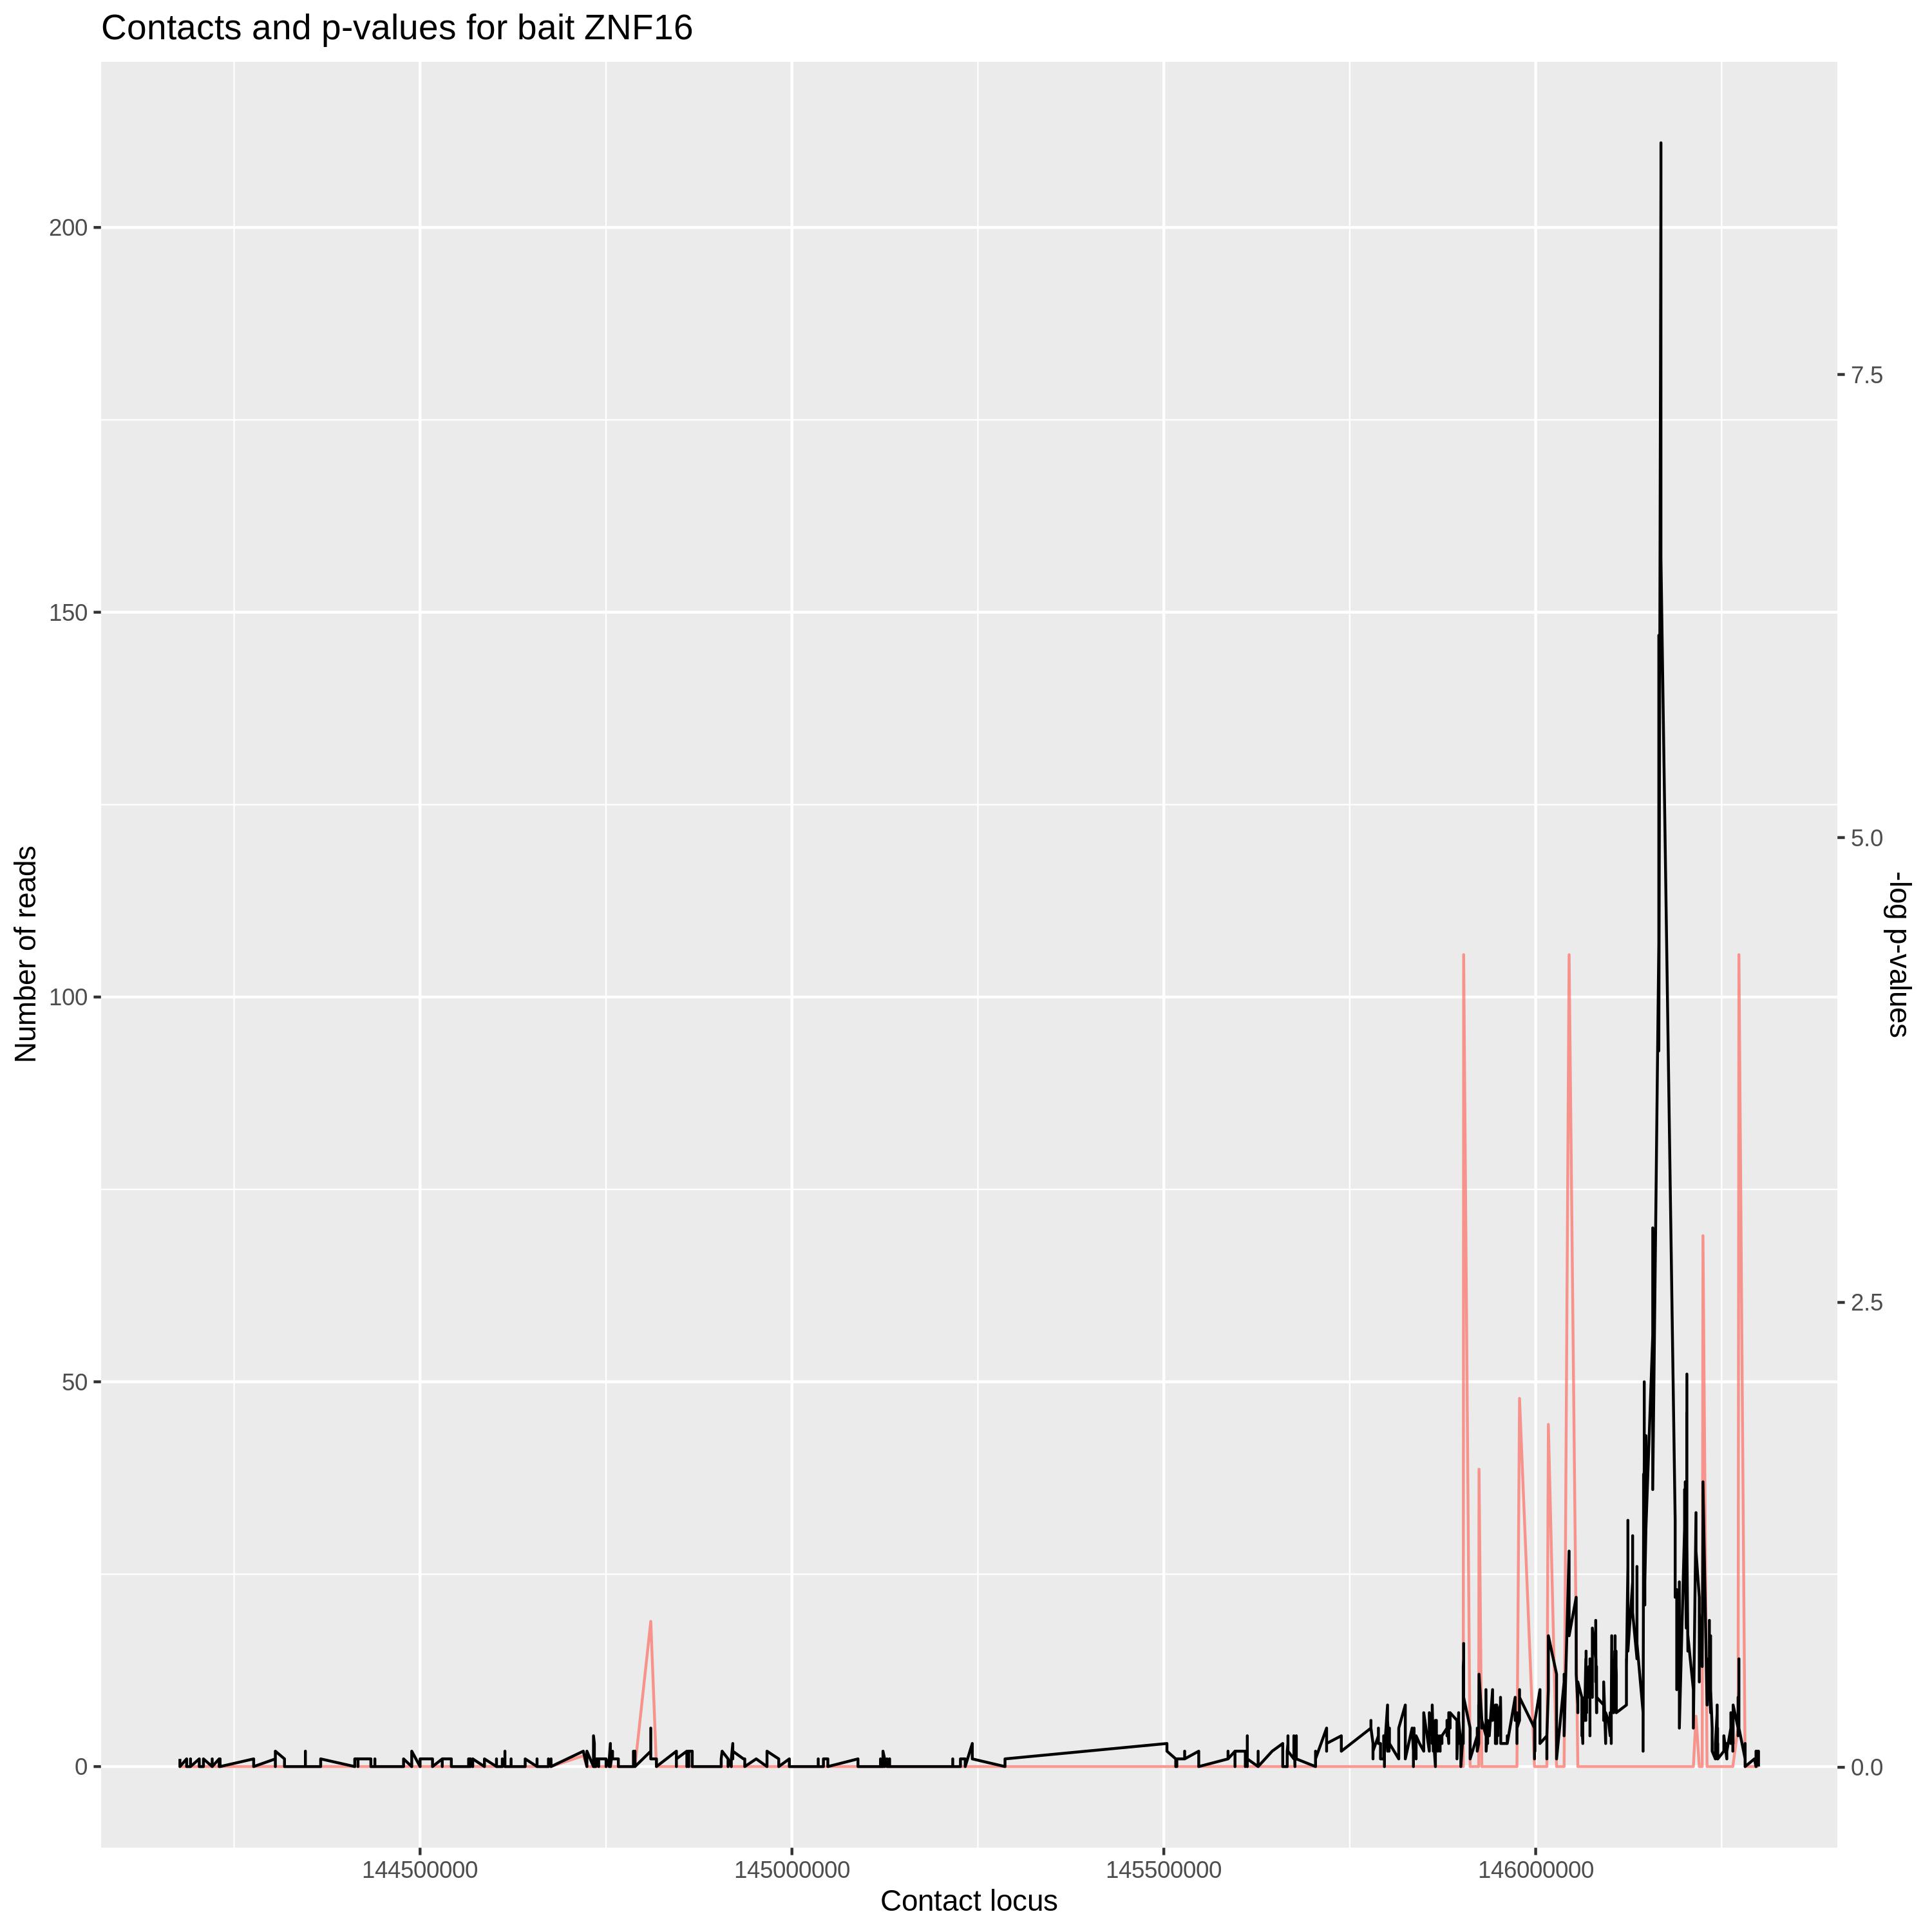 Contacts and p-values for bait ZNF16
Number of reads
200
150
100
50
0
7.5
5.0
2.5
0.0
-log p-values
144500000 145000000 145500000 146000000
Contact locus